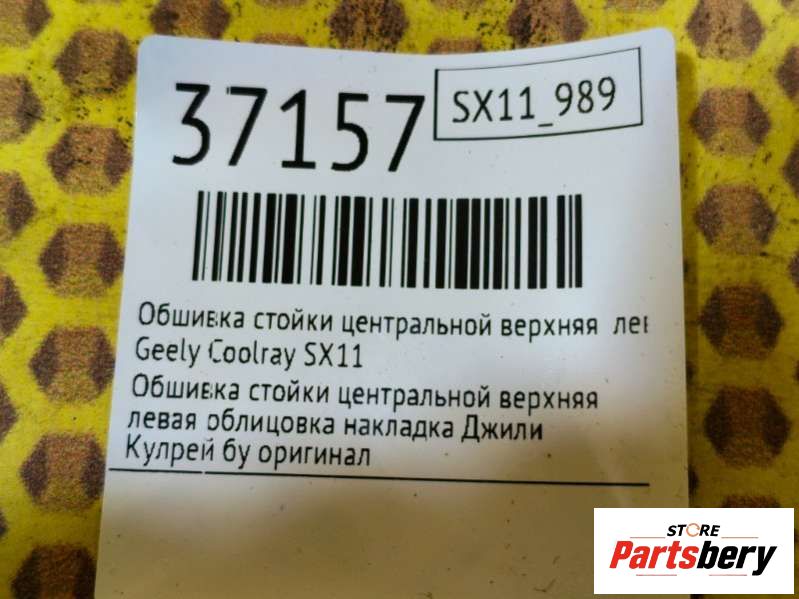 37157
SX11_989
Обшивка стойки центральной верхняя
Geely Coolray SX11
Обшивка стойки центральной верхняя
левая облицовка накладка Джили
Кулрей бу оригинал
STORE
Partsbery